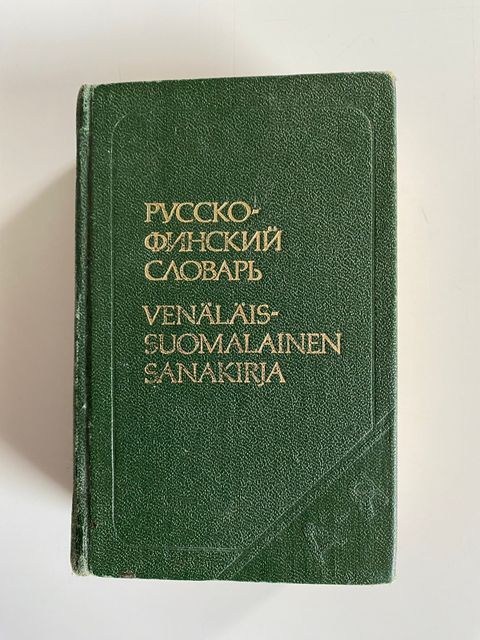 РУССКО-
ФИНСКИЙ
СЛОВАРЬ
VENÄLÄIS-
SUOMALAINEN
SANAKIRJA
А-Я